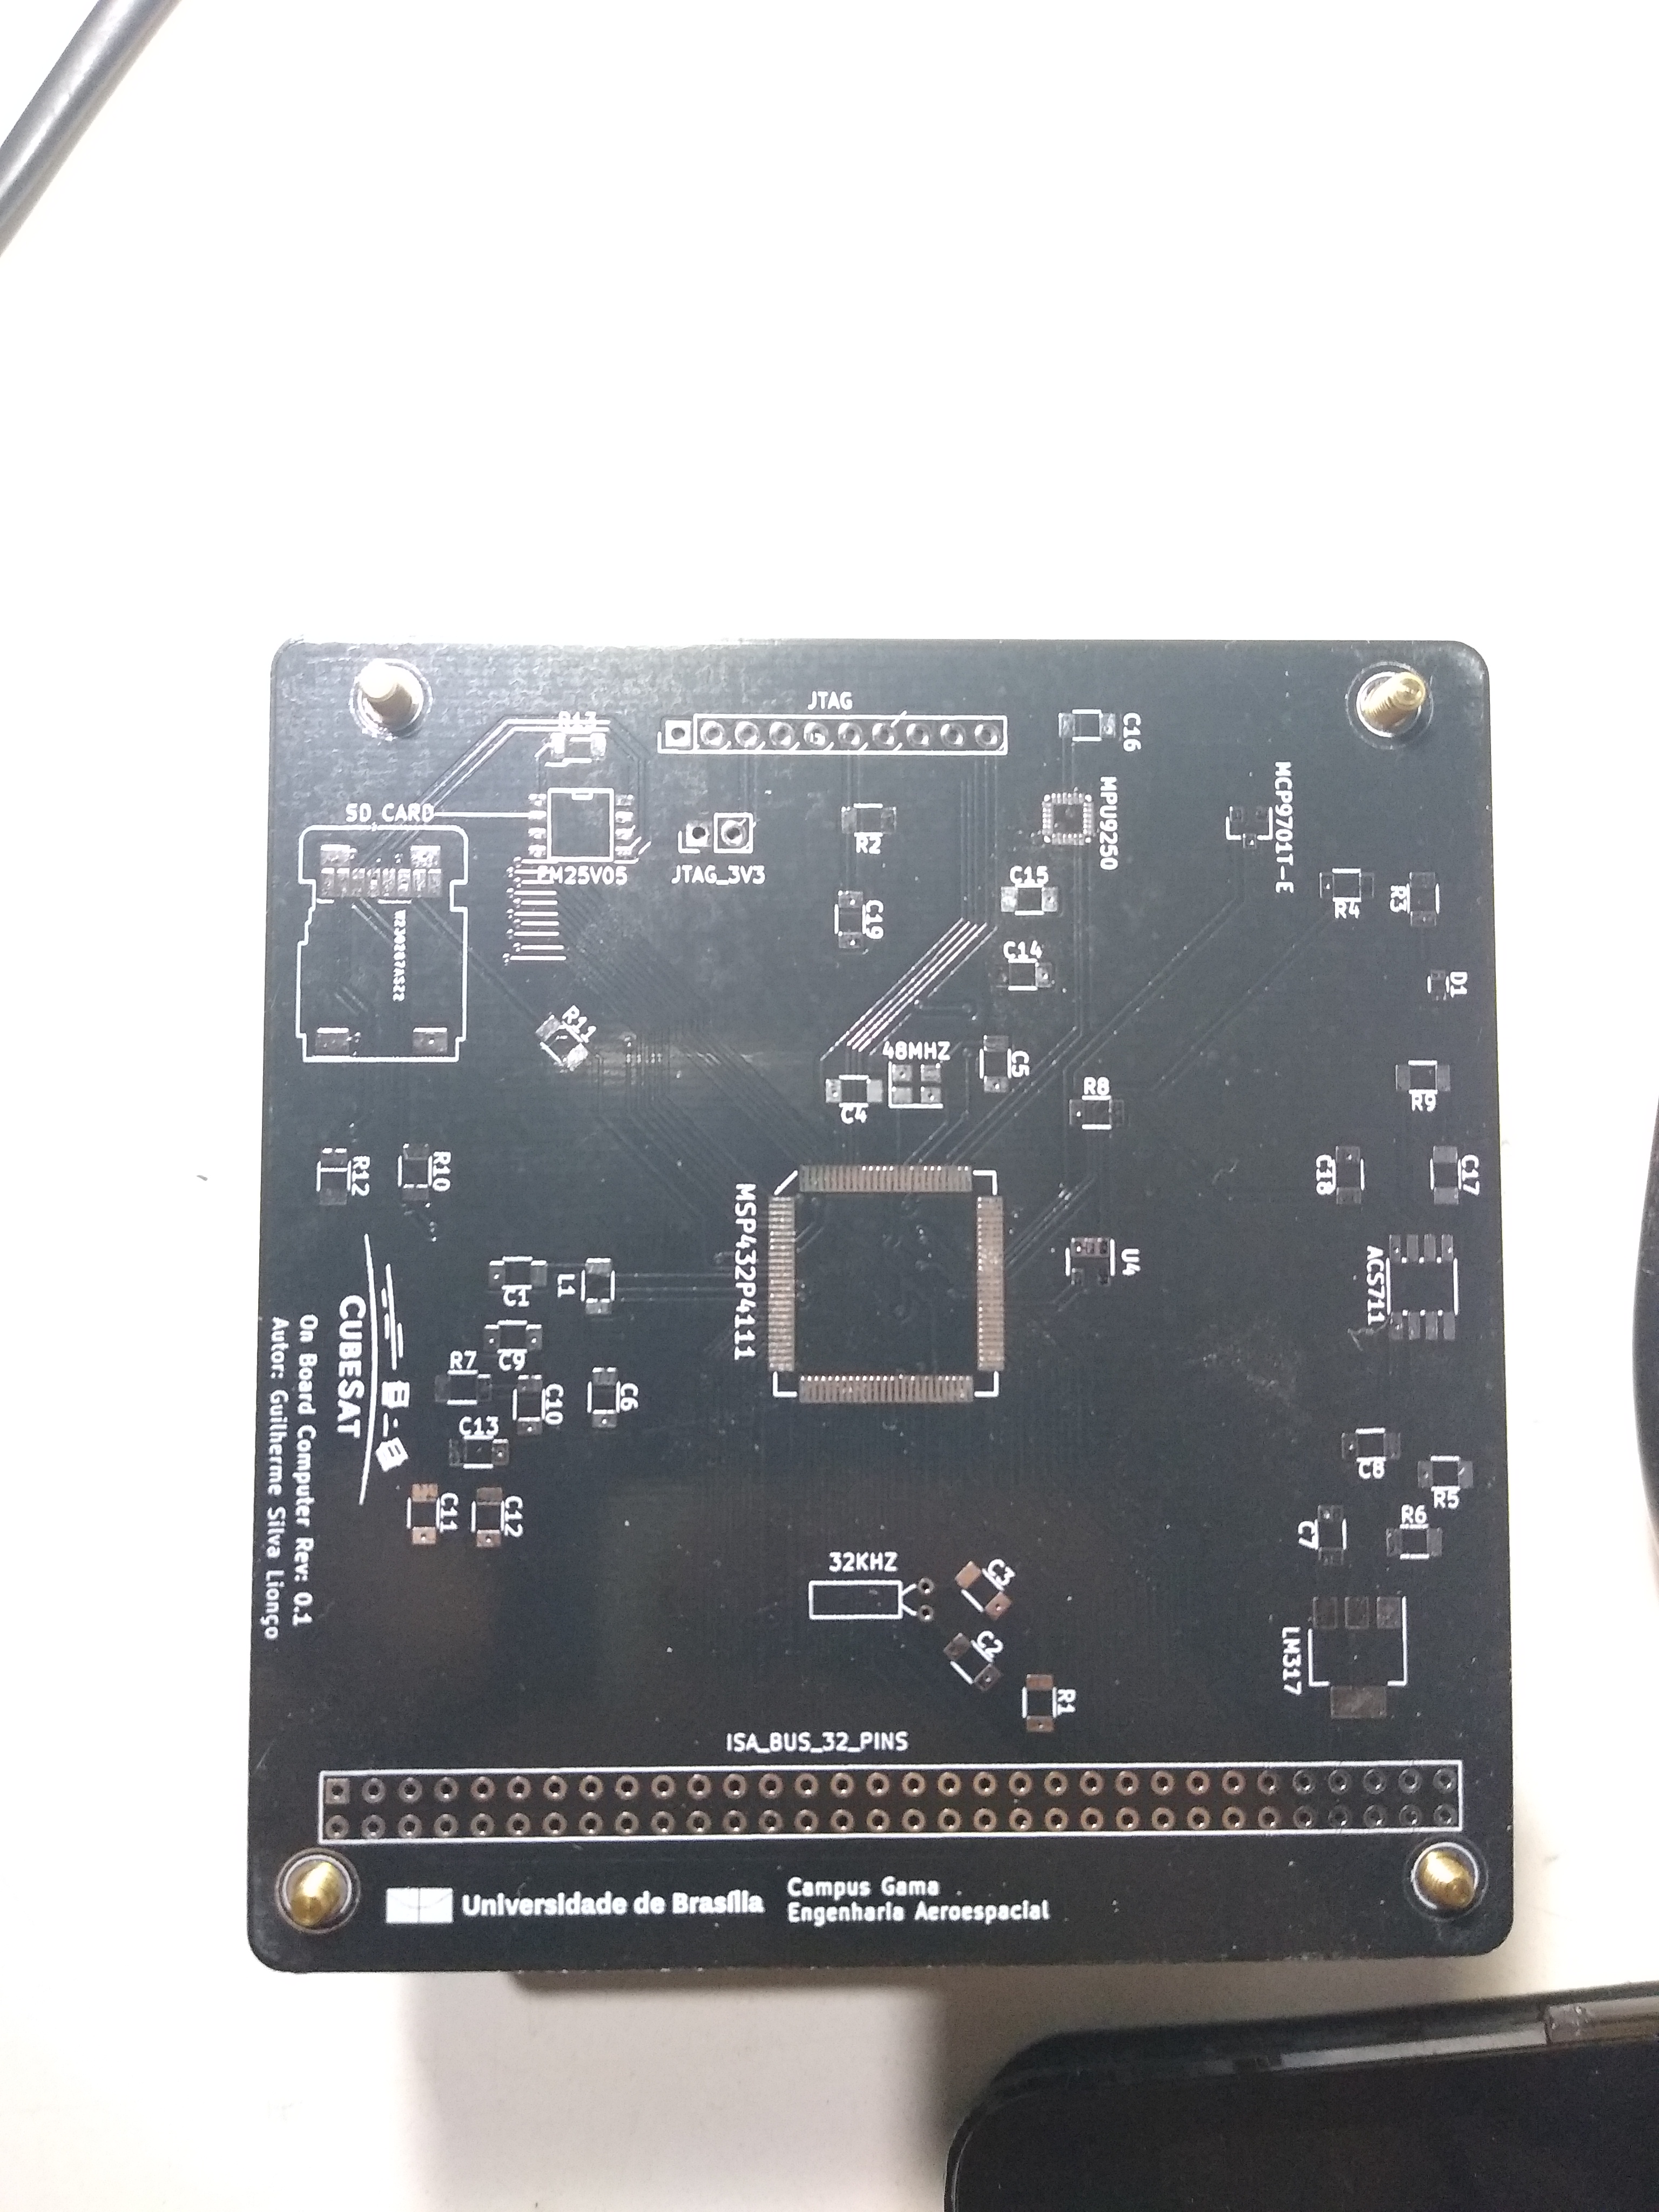 JTAG
R13
C16
SD CARD
FM25V05
JTAG_3V3
R2
MPU9250
MCP9701T-E
C15
C19
R4
R3
C14
D1
R11
48MHZ
C5
C4
R8
R9
R12
R10
C18
C17
MSP432P4111
U4
ACS711
C1
L1
C9
R7
C10
C6
C13
C11
C12
CUBESAT
On Board Computer Rev: 0.1
Autor: Guilherme Silva Lionço
C8
R5
C7
R6
32KHZ
C3
C2
R1
LM317
ISA_BUS_32_PINS
Universidade de Brasília
Campus Gama
Engenharia Aeroespacial